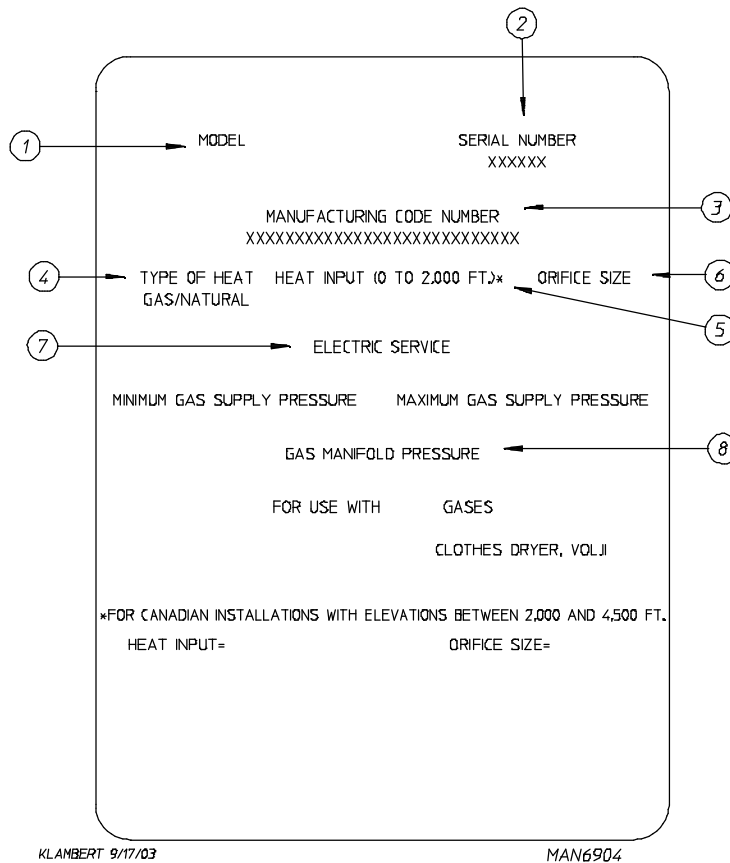 2
1
MODEL
SERIAL NUMBER
XXXXXX
3
MANUFACTURING CODE NUMBER
XXXXXXXXXXXXXXXXXXXXXXXXXXXX
4
TYPE OF HEAT HEAT INPUT (0 TO 2,000 FT.)* ORIFICE SIZE
6
GAS/NATURAL
5
7
ELECTRIC SERVICE
MINIMUM GAS SUPPLY PRESSURE MAXIMUM GAS SUPPLY PRESSURE
GAS MANIFOLD PRESSURE
8
FOR USE WITH GASES
CLOTHES DRYER, VOLJI
*FOR CANADIAN INSTALLATIONS WITH ELEVATIONS BETWEEN 2,000 AND 4,500 FT.
HEAT INPUT= ORIFICE SIZE=
KLAMBERT 9/17/03 MAN6904